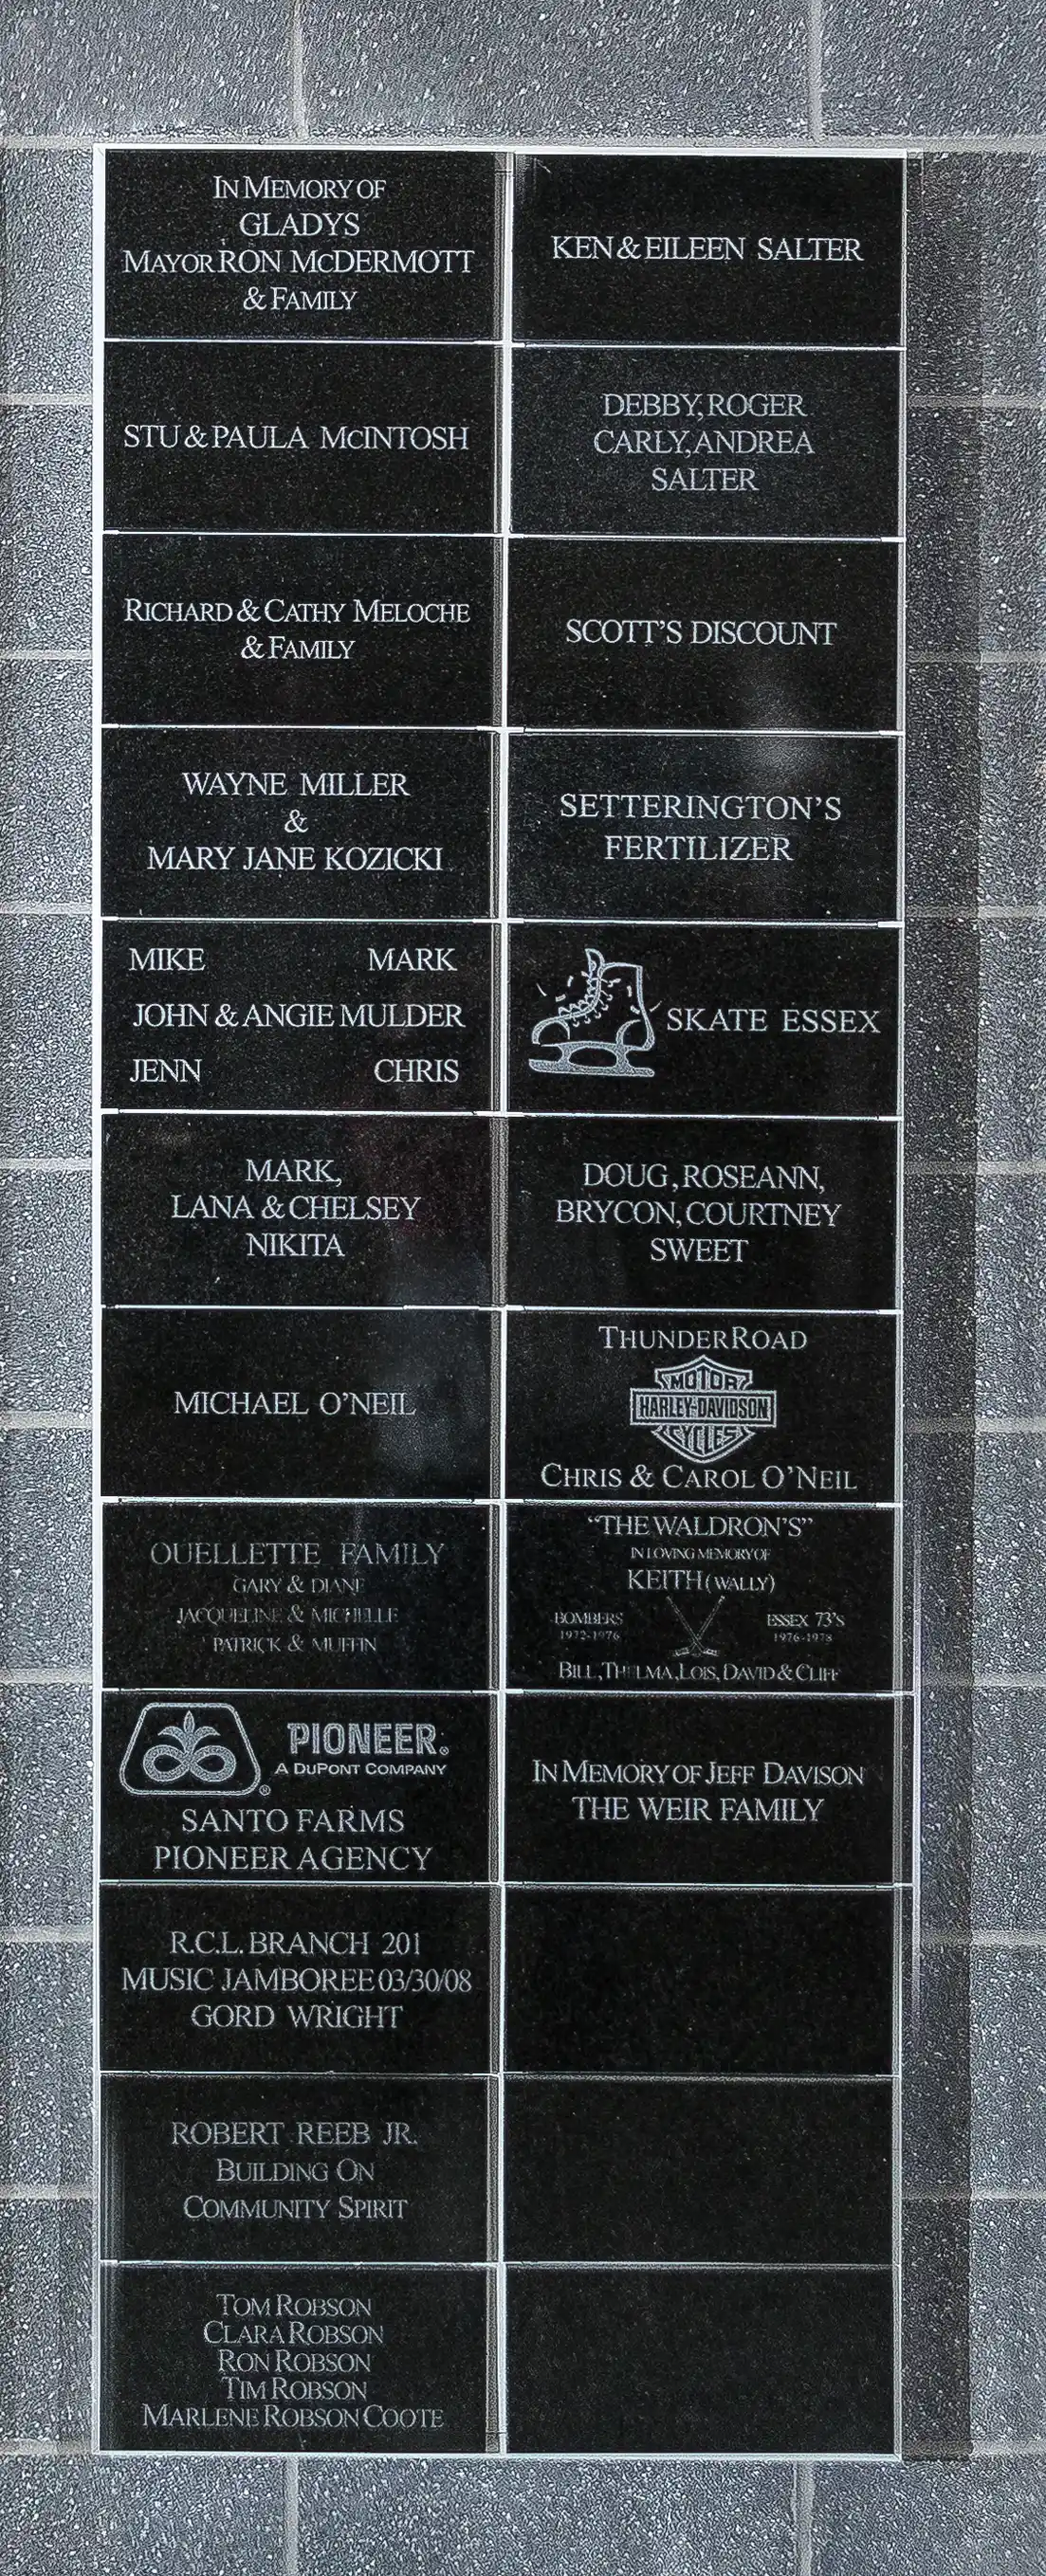 IN MEMORY OF
GLADYS
MAYOR RON MCDERMOTT
& FAMILY
KEN & EILEEN SALTER
STU & PAULA MCINTOSH
DEBBY, ROGER
CARLY, ANDREA
SALTER
RICHARD & CATHY MELOCHE
& FAMILY
SCOTT'S DISCOUNT
WAYNE MILLER
&
MARY JANE KOZICKI
SETTERINGTON'S
FERTILIZER
MIKE MARK
JOHN & ANGIE MULDER
JENN CHRIS
SKATE ESSEX
MARK,
LANA & CHELSEY
NIKITA
DOUG, ROSEANN,
BRYCON, COURTNEY
SWEET
MICHAEL O'NEIL
THUNDERROAD
MOTOR
HARLEY-DAVIDSON
CYCLES
CHRIS & CAROL O'NEIL
OUELLETTE FAMILY
GARY & DIANE
JACQUELINE & MICHELLE
PATRICK & MUFFIN
"THE WALDRON'S"
IN LOVING MEMORY OF
KEITH (WALLY)
BOMBERS ESSEX 73'S
1972-1976 1976-1978
BILL, THELMA, LOIS, DAVID & CLIFF
PIONEER®
A DUPONT COMPANY
®
SANTO FARMS
PIONEER AGENCY
IN MEMORY OF JEFF DAVISON
THE WEIR FAMILY
R.C.L. BRANCH 201
MUSIC JAMBOREE 03/30/08
GORD WRIGHT
ROBERT REEB JR.
BUILDING ON
COMMUNITY SPIRIT
TOM ROBSON
CLARA ROBSON
RON ROBSON
TIM ROBSON
MARLENE ROBSON COOTE